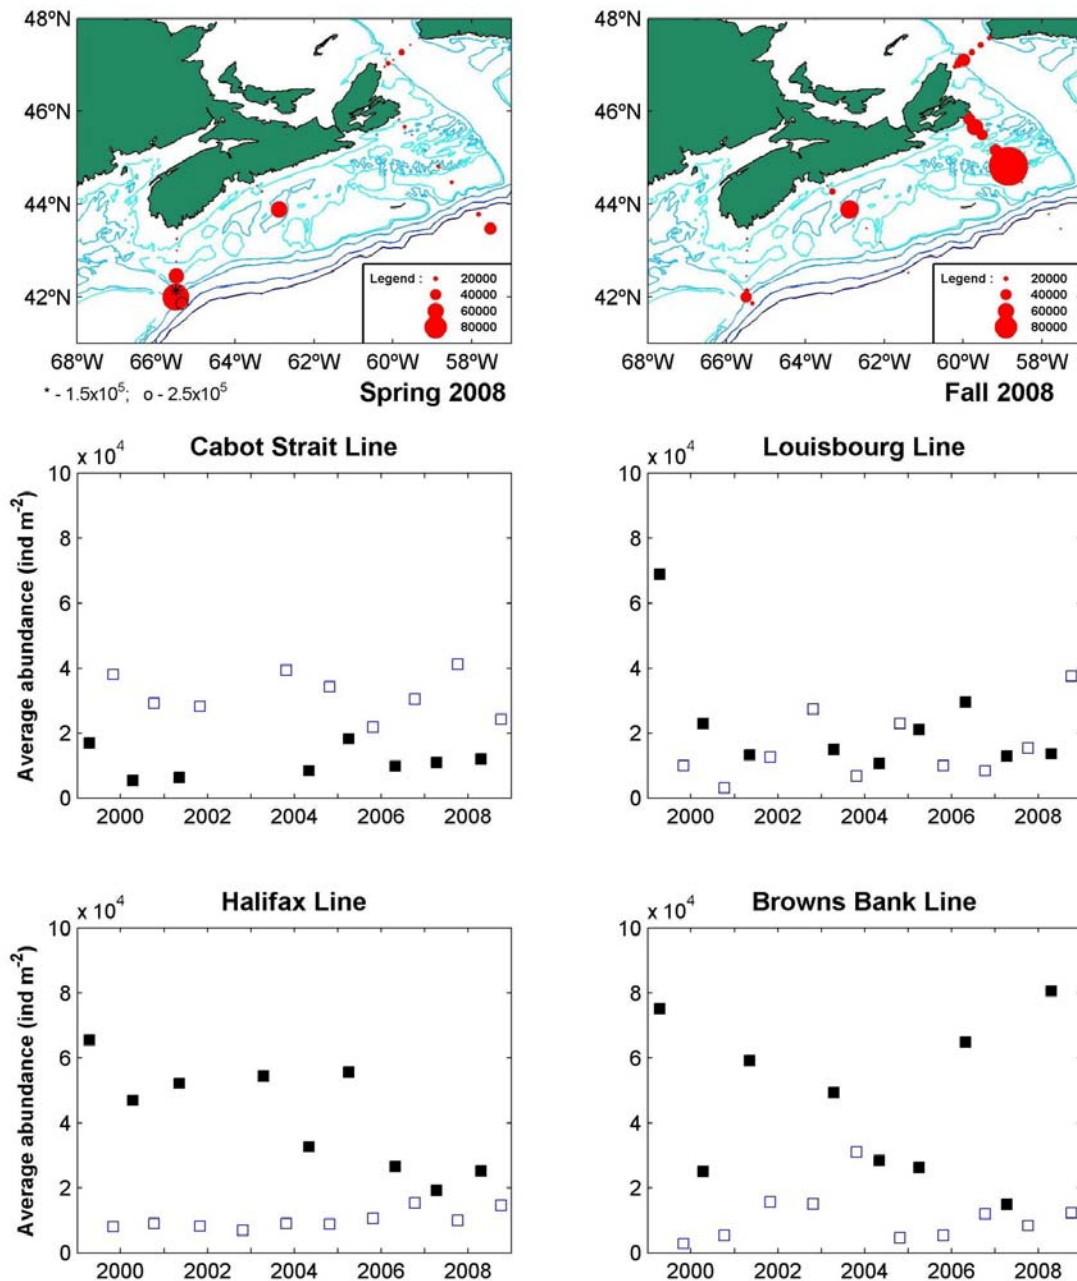 48°N
46°N
44°N
42°N
68°W 66°W 64°W 62°W 60°W 58°W
Legend :
20000
40000
60000
80000
* - 1.5x10⁵; o - 2.5x10⁵
Spring 2008
48°N
46°N
44°N
42°N
68°W 66°W 64°W 62°W 60°W 58°W
Legend :
20000
40000
60000
80000
Fall 2008
Cabot Strait Line
x 10⁴
Average abundance (ind m⁻²)
10
8
6
4
2
0
2000 2002 2004 2006 2008
Louisbourg Line
x 10⁴
10
8
6
4
2
0
2000 2002 2004 2006 2008
Halifax Line
x 10⁴
Average abundance (ind m⁻²)
10
8
6
4
2
0
2000 2002 2004 2006 2008
Browns Bank Line
x 10⁴
10
8
6
4
2
0
2000 2002 2004 2006 2008